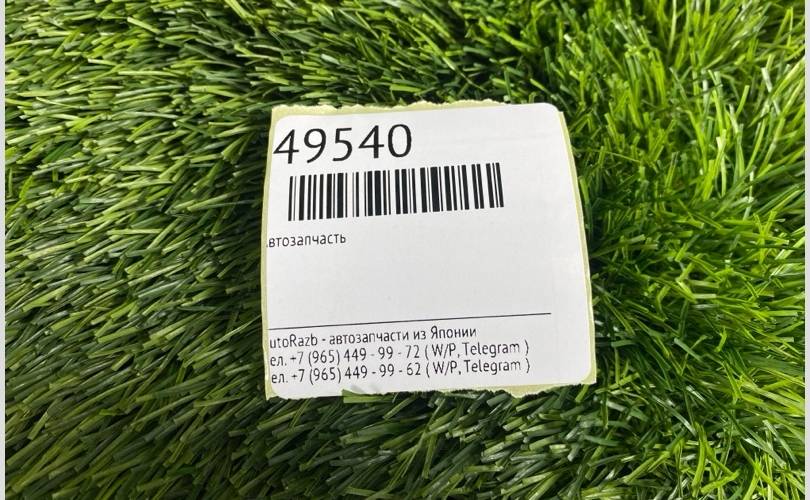 49540
втозапчасть
utoRazb - автозапчасти из Японии
ел. +7 (965) 449 - 99 - 72 ( W/P, Telegram )
ел. +7 (965) 449 - 99 - 62 ( W/P, Telegram )